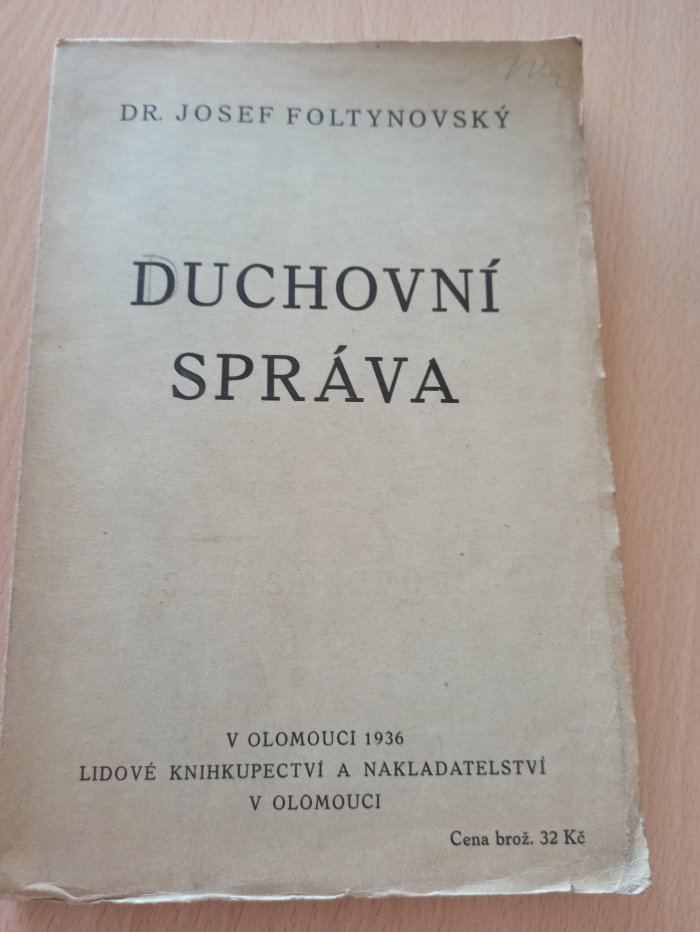 DR. JOSEF FOLTYNOVSKÝ
DUCHOVNÍ
SPRÁVA
V OLOMOUCI 1936
LIDOVÉ KNIHKUPECTVÍ A NAKLADATELSTVÍ
V OLOMOUCI
Cena brož. 32 Kč